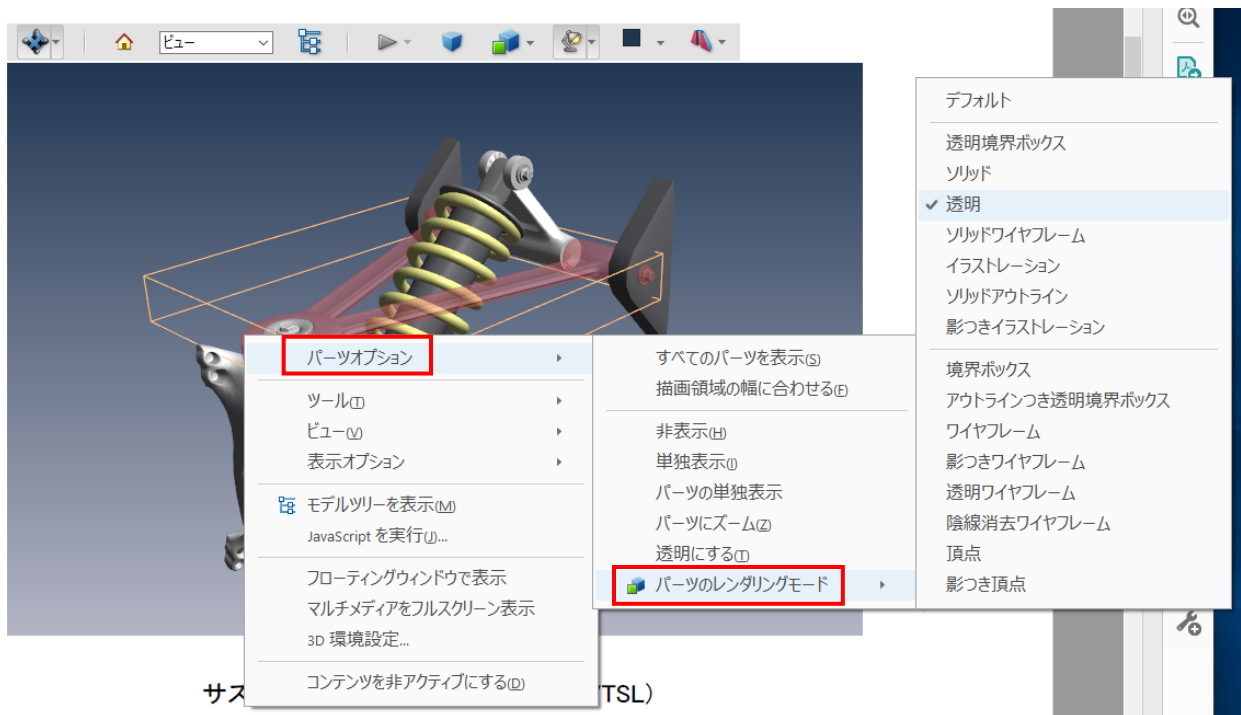 ビュー
パーツオプション
ツール(T)
ビュー(V)
表示オプション
モデルツリーを表示(M)
JavaScript を実行(J)...
フローティングウィンドウで表示
マルチメディアをフルスクリーン表示
3D 環境設定...
コンテンツを非アクティブにする(D)
すべてのパーツを表示(S)
描画領域の幅に合わせる(F)
非表示(H)
単独表示(I)
パーツの単独表示
パーツにズーム(Z)
透明にする(T)
パーツのレンダリングモード
デフォルト
透明境界ボックス
ソリッド
透明
ソリッドワイヤフレーム
イラストレーション
ソリッドアウトライン
影つきイラストレーション
境界ボックス
アウトラインつき透明境界ボックス
ワイヤフレーム
影つきワイヤフレーム
透明ワイヤフレーム
陰線消去ワイヤフレーム
頂点
影つき頂点
サス
TSL）